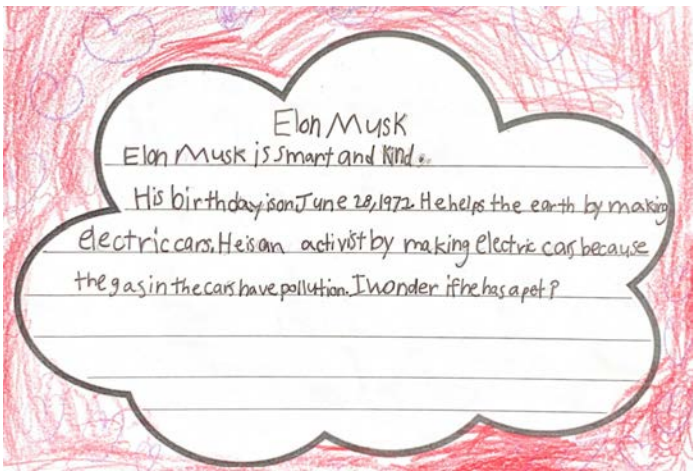 Elon Musk
Elon Musk is smart and kind.
His birthday is on June 28, 1972. He helps the earth by making
electric cars. He is an activist by making electric cars because
the gas in the cars have pollution. I wonder if he has a pet?